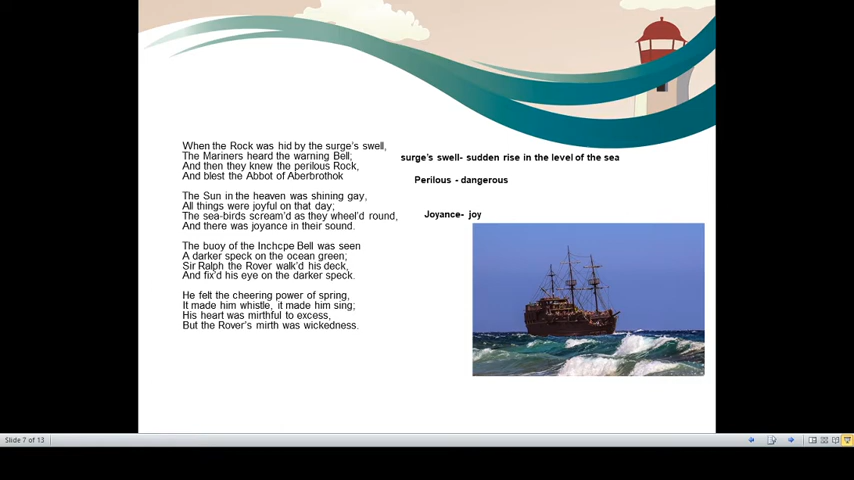 When the Rock was hid by the surge's swell,
The Mariners heard the warning Bell;
And then they knew the perilous Rock,
And blest the Abbot of Aberbrothok
The Sun in the heaven was shining gay,
All things were joyful on that day;
The sea-birds scream'd as they wheel'd round,
And there was joyance in their sound.
The buoy of the Inchcpe Bell was seen
A darker speck on the ocean green;
Sir Ralph the Rover walk'd his deck,
And fix'd his eye on the darker speck.
He felt the cheering power of spring,
It made him whistle, it made him sing;
His heart was mirthful to excess,
But the Rover's mirth was wickedness.
surge's swell- sudden rise in the level of the sea
Perilous - dangerous
Joyance- joy
Slide 7 of 13